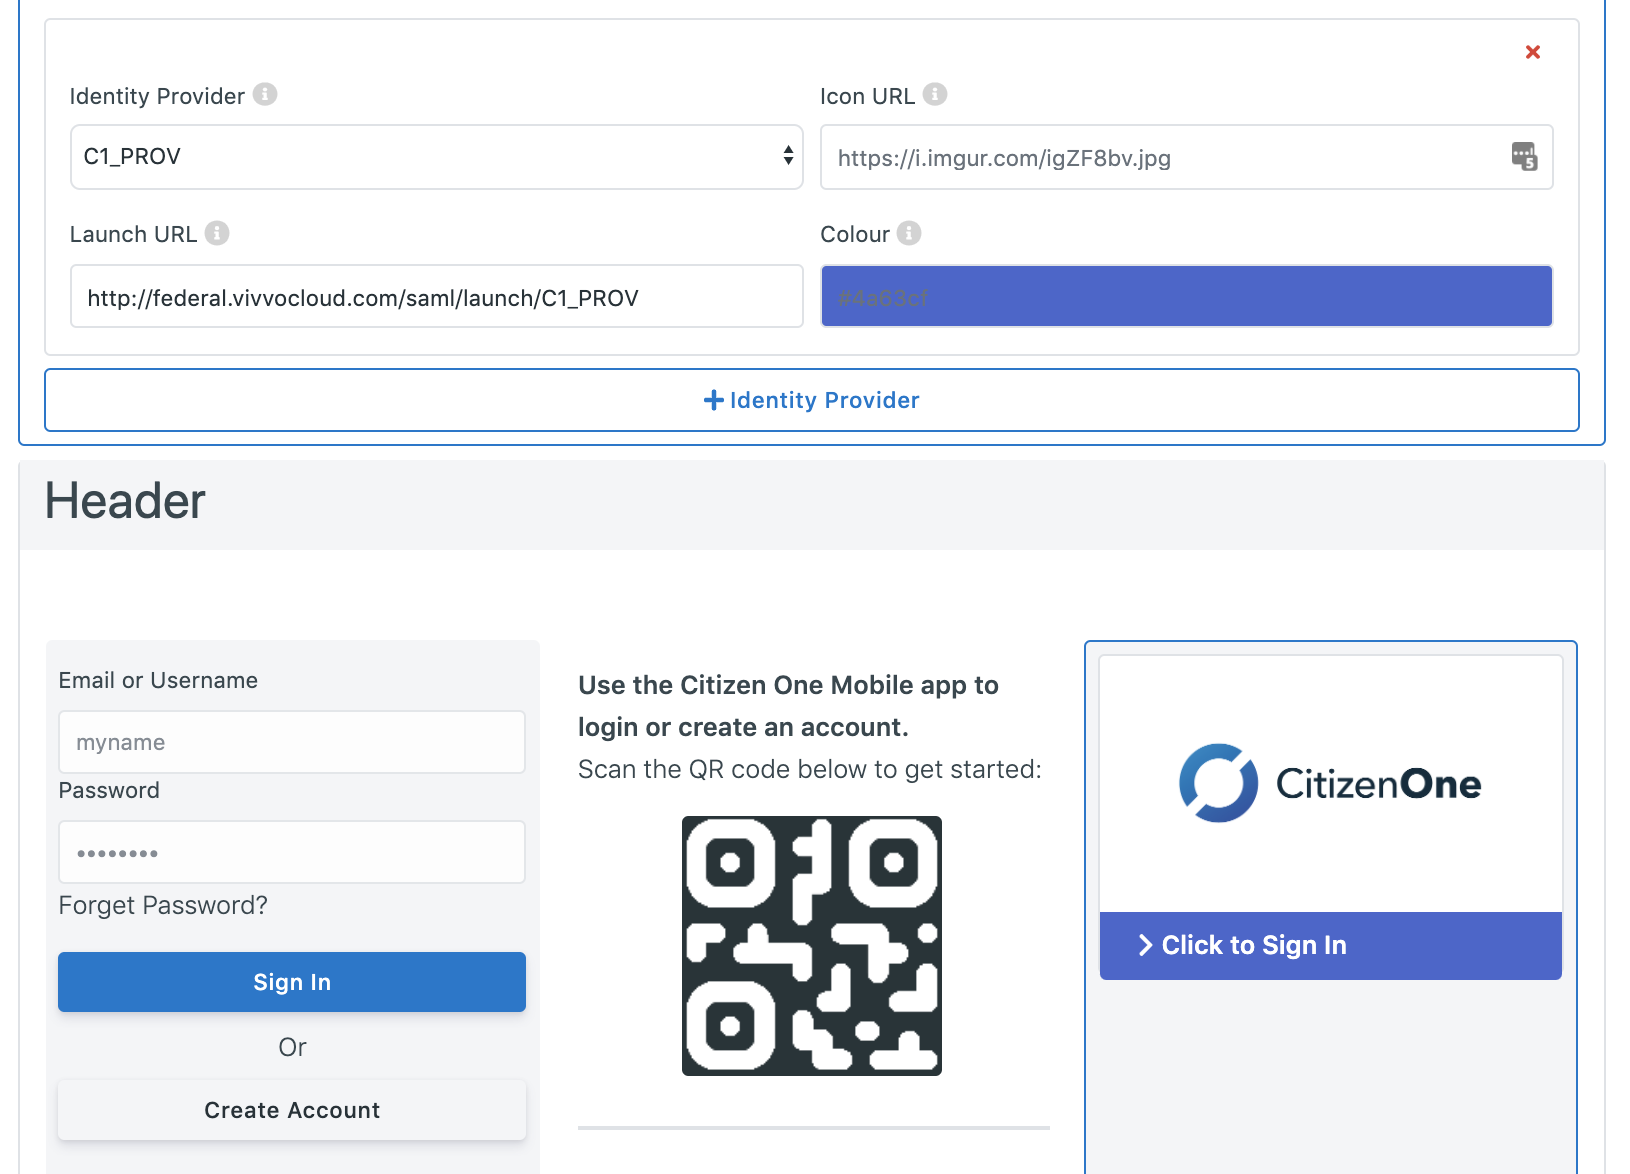 Identity Provider
Icon URL
C1_PROV
https://i.imgur.com/igZF8bv.jpg
5
Launch URL
Colour
http://federal.vivvocloud.com/saml/launch/C1_PROV
#4a63cf
Identity Provider
Header
Email or Username
myname
Password
Forget Password?
Sign In
Or
Create Account
Use the Citizen One Mobile app to
login or create an account.
Scan the QR code below to get started:
CitizenOne
Click to Sign In